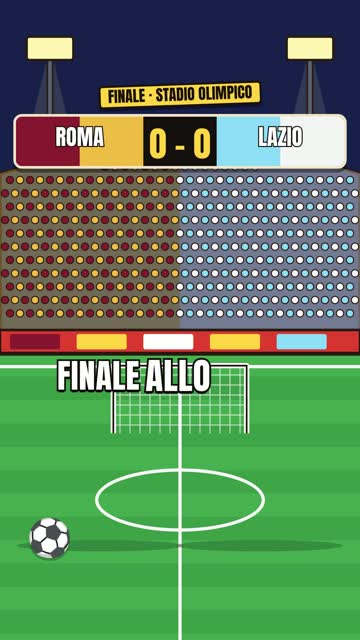 FINALE · STADIO OLIMPICO
ROMA 0 - 0 LAZIO
FINALE ALLO